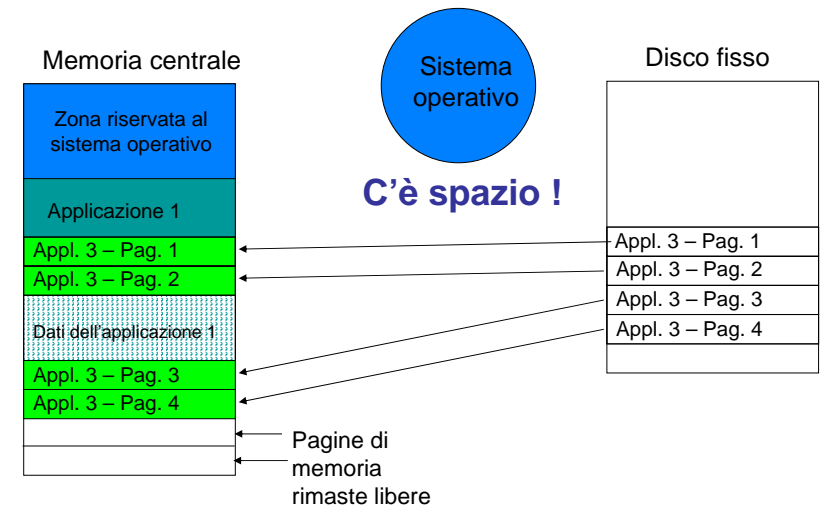 Memoria centrale
Zona riservata al
sistema operativo
Applicazione 1
Appl. 3 – Pag. 1
Appl. 3 – Pag. 2
Dati dell'applicazione 1
Appl. 3 – Pag. 3
Appl. 3 – Pag. 4
Pagine di
memoria
rimaste libere
Sistema
operativo
C'è spazio !
Disco fisso
Appl. 3 – Pag. 1
Appl. 3 – Pag. 2
Appl. 3 – Pag. 3
Appl. 3 – Pag. 4